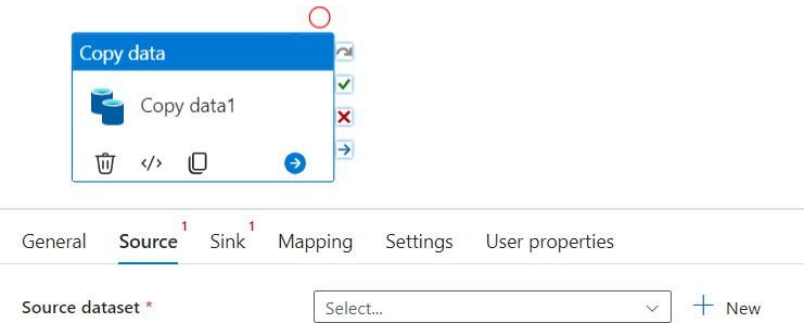 Copy data
Copy data1
</>
General Source 1 Sink 1 Mapping Settings User properties
Source dataset * Select... + New